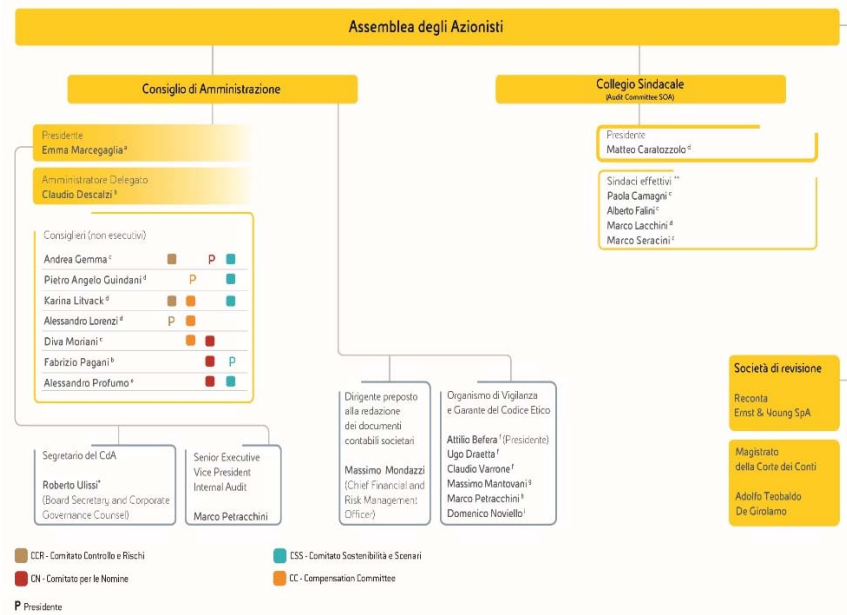 Assemblea degli Azionisti
Consiglio di Amministrazione
Collegio Sindacale
(Audit Committee SOA)
Presidente
Emma Marcegaglia ᵃ
Amministratore Delegato
Claudio Descalzi ᵇ
Consiglieri (non esecutivi)
Andrea Gemma ᶜ P
Pietro Angelo Guindani ᵈ P
Karina Litvack ᵈ
Alessandro Lorenzi ᵈ P
Diva Moriani ᶜ
Fabrizio Pagani ᵇ P
Alessandro Profumo ᵉ
Presidente
Matteo Caratozzolo ᵈ
Sindaci effettivi **
Paola Camagni ᶜ
Alberto Falini ᶜ
Marco Lacchini ᵈ
Marco Seracini ᶜ
Segretario del CdA
Roberto Ulissi*
(Board Secretary and Corporate
Governance Counsel)
Senior Executive
Vice President
Internal Audit
Marco Petracchini
Dirigente preposto
alla redazione
dei documenti
contabili societari
Massimo Mondazzi
(Chief Financial and
Risk Management
Officer)
Organismo di Vigilanza
e Garante del Codice Etico
Attilio Befera ᶠ (Presidente)
Ugo Draetta ᶠ
Claudio Varrone ᶠ
Massimo Mantovani ᵍ
Marco Petracchini ʰ
Domenico Noviello ⁱ
Società di revisione
Reconta
Ernst & Young SpA
Magistrato
della Corte dei Conti
Adolfo Teobaldo
De Girolamo
CCR - Comitato Controllo e Rischi
CSS - Comitato Sostenibilità e Scenari
CN - Comitato per le Nomine
CC - Compensation Committee
P Presidente